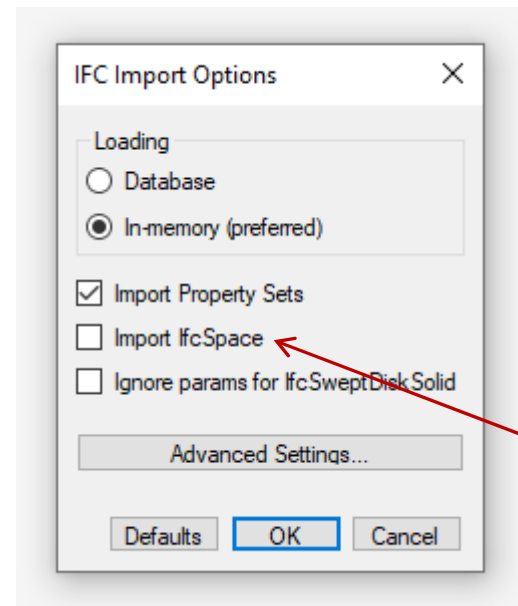 IFC Import Options
Loading
Database
In-memory (preferred)
Import Property Sets
Import IfcSpace
Ignore params for IfcSweptDiskSolid
Advanced Settings...
Defaults OK Cancel